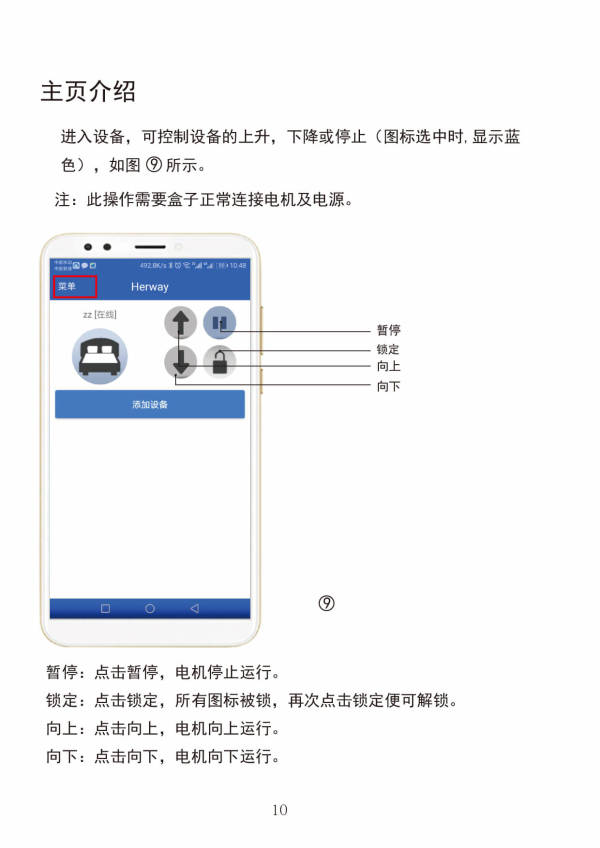 主页介绍
进入设备，可控制设备的上升，下降或停止（图标选中时,显示蓝
色），如图 ⑨ 所示。
注：此操作需要盒子正常连接电机及电源。
492.8K/s 10:48
菜单 Herway
zz [在线]
暂停
锁定
向上
向下
添加设备
⑨
暂停：点击暂停，电机停止运行。
锁定：点击锁定，所有图标被锁，再次点击锁定便可解锁。
向上：点击向上，电机向上运行。
向下：点击向下，电机向下运行。
10